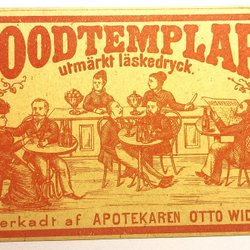 OODTEMPLAR
utmärkt läskedryck.
erkadt af APOTEKAREN OTTO WID